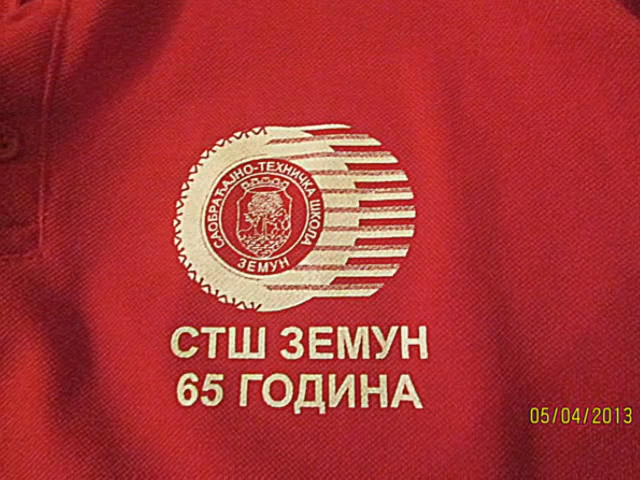 САОБРАЋАЈНО-ТЕХНИЧКА ШКОЛА
ЗЕМУН
СТШ ЗЕМУН
65 ГОДИНА
05/04/2013